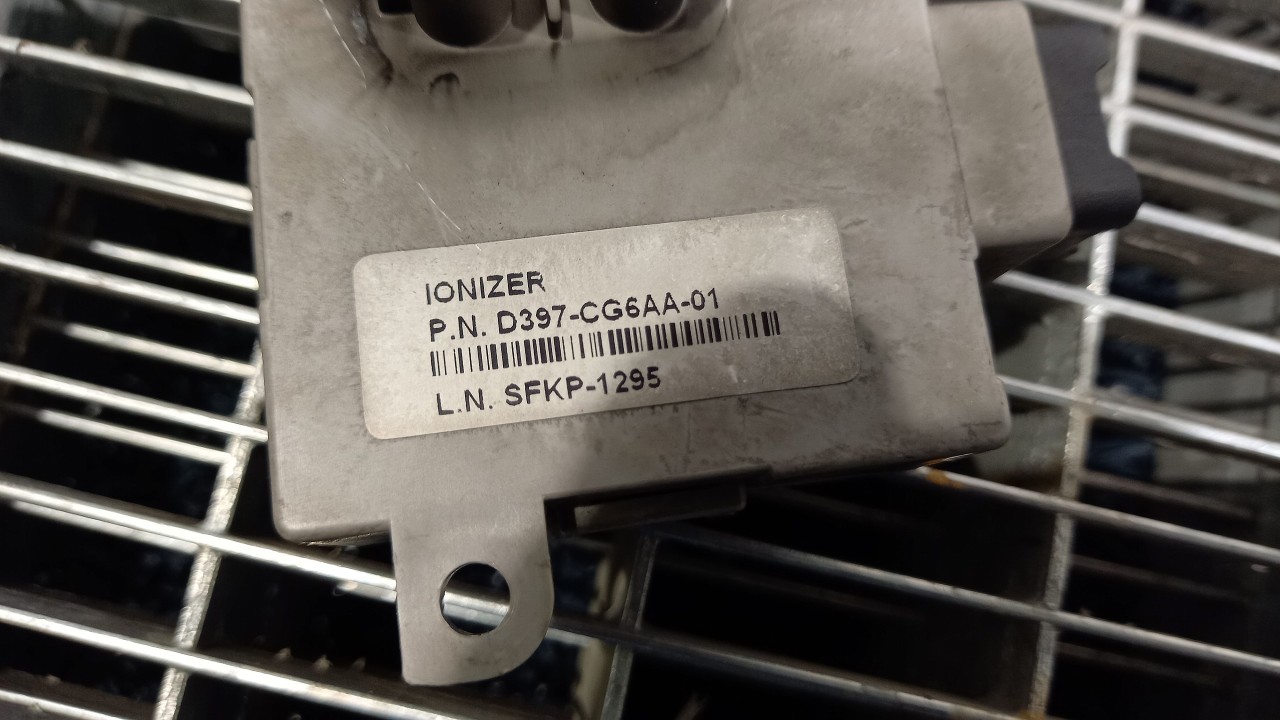 IONIZER
P.N. D397-CG6AA-01
L.N. SFKP-1295